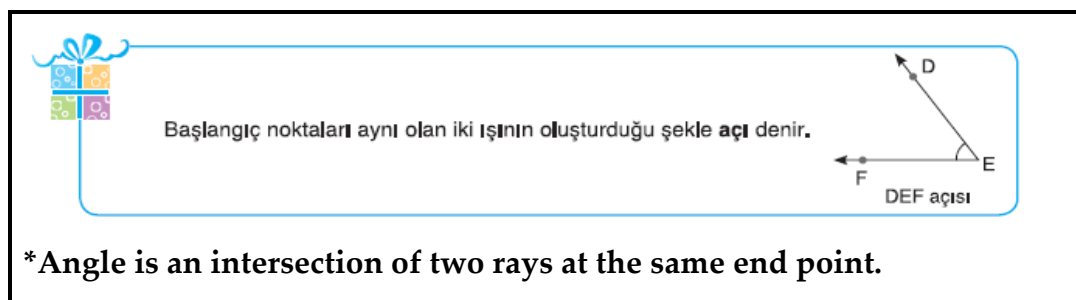 D
Başlangıç noktaları aynı olan iki ışının oluşturduğu şekle açı denir.
E
F
DEF açısı
*Angle is an intersection of two rays at the same end point.